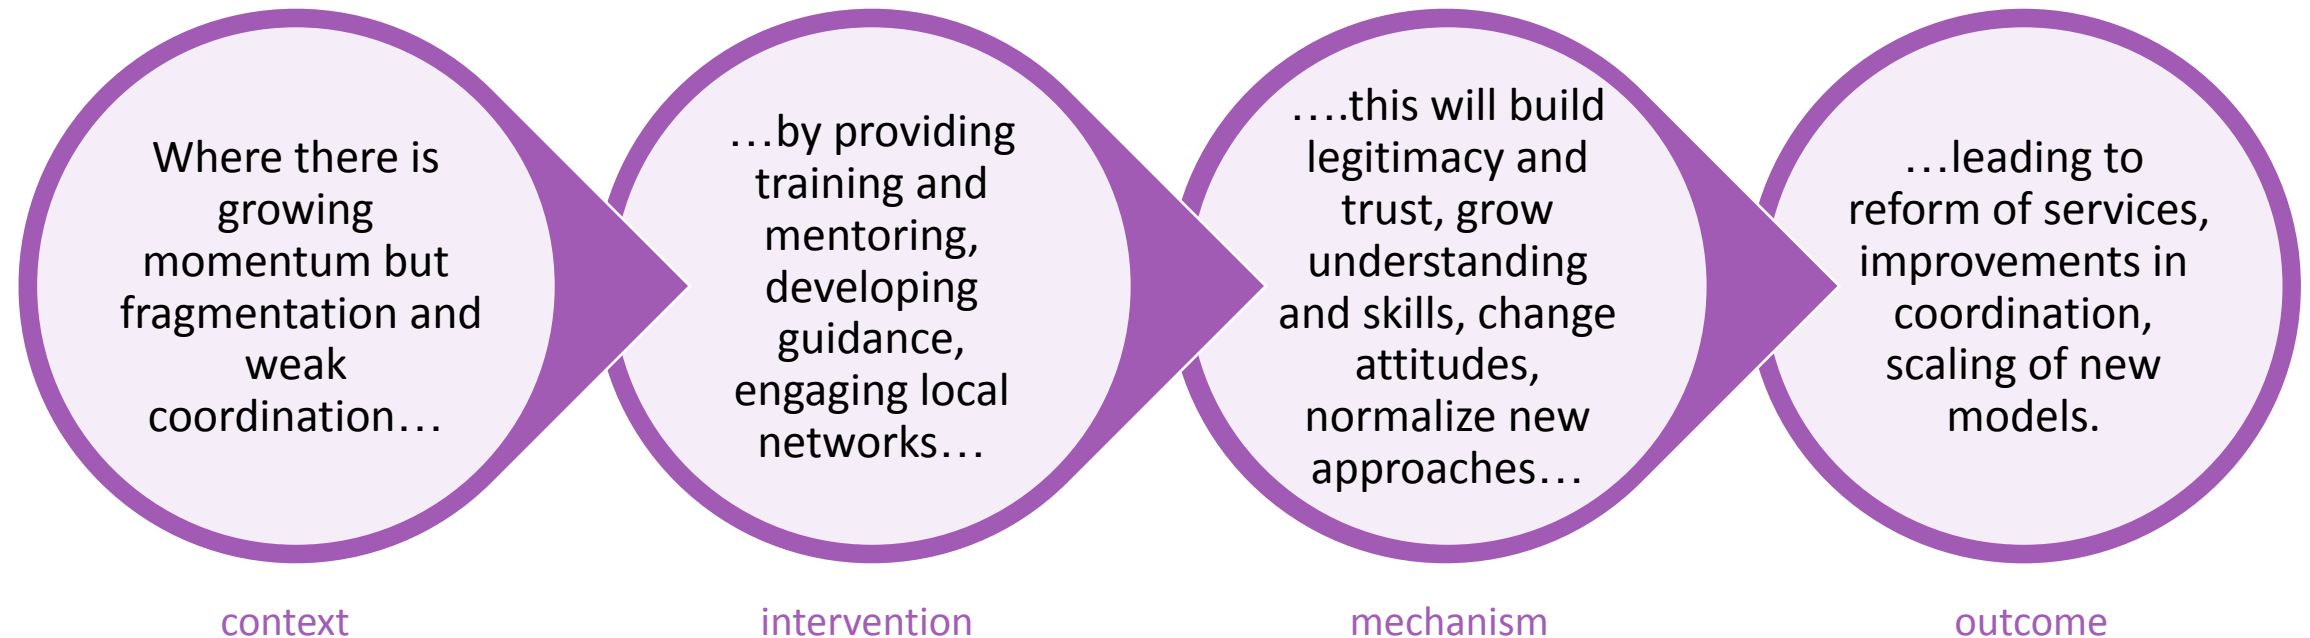 Where there is
growing
momentum but
fragmentation and
weak
coordination…
…by providing
training and
mentoring,
developing
guidance,
engaging local
networks…
….this will build
legitimacy and
trust, grow
understanding
and skills, change
attitudes,
normalize new
approaches…
…leading to
reform of services,
improvements in
coordination,
scaling of new
models.
context
intervention
mechanism
outcome